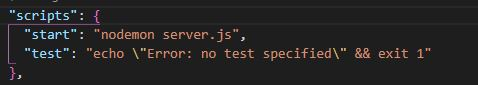 "scripts": {
"start": "nodemon server.js",
"test": "echo \"Error: no test specified\" && exit 1"
},